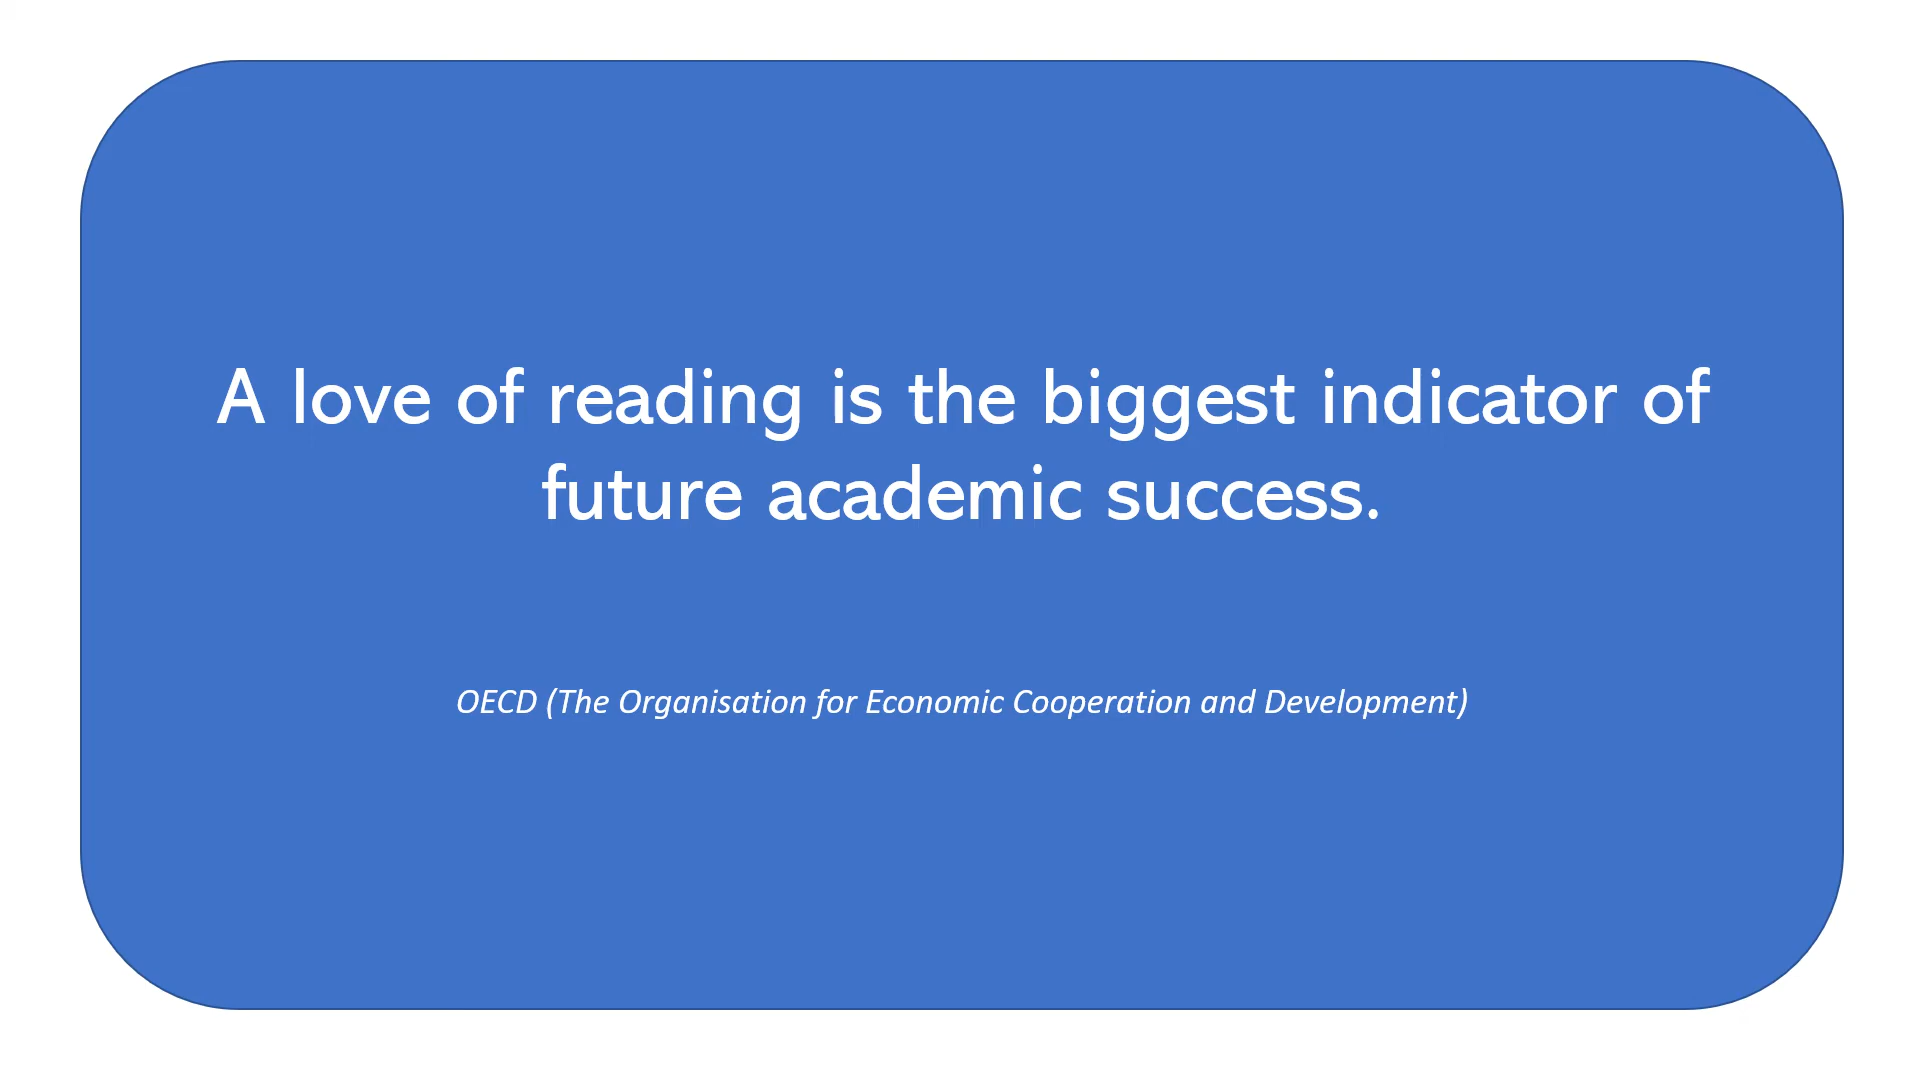 A love of reading is the biggest indicator of
future academic success.
OECD (The Organisation for Economic Cooperation and Development)